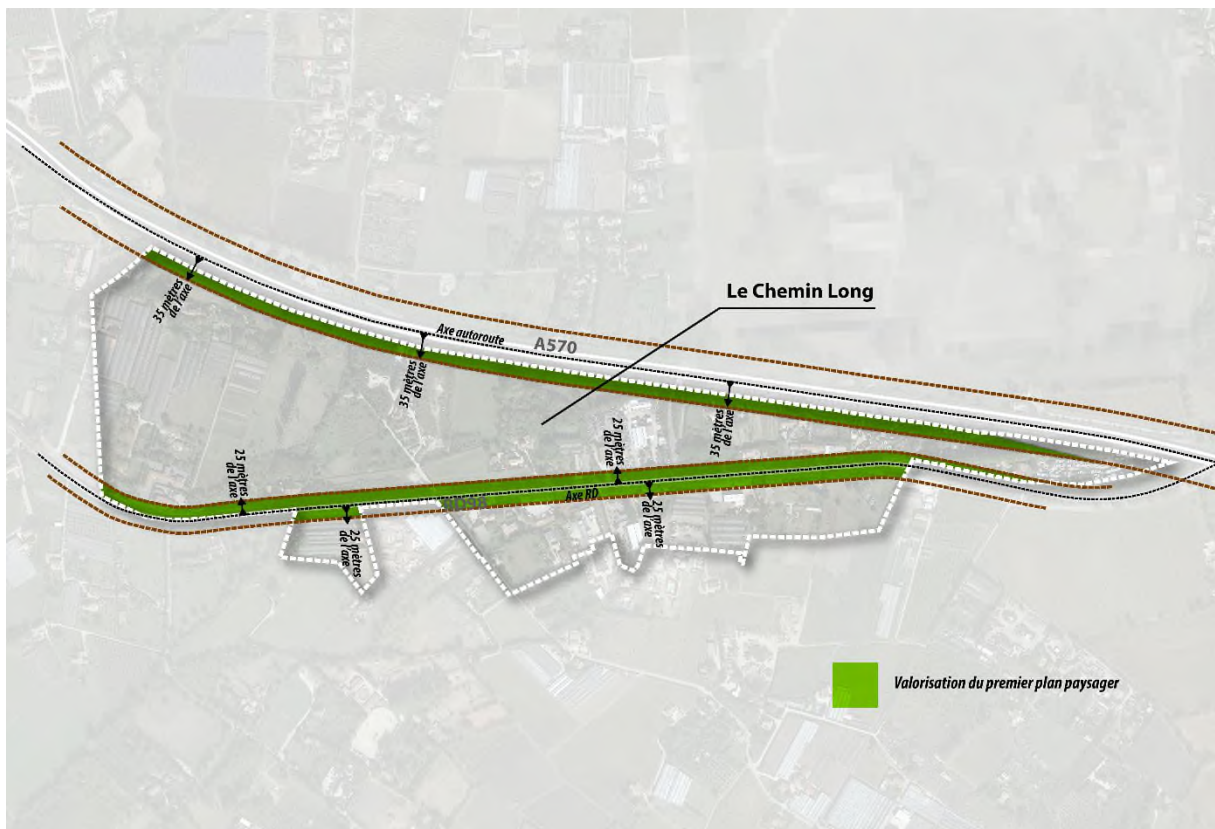 35 mètres
de l'axe
Le Chemin Long
Axe autoroute
A570
35 mètres
de l'axe
35 mètres
de l'axe
25 mètres
de l'axe
25 mètres
de l'axe
Axe RD
25 mètres
de l'axe
25 mètres
de l'axe
Valorisation du premier plan paysager